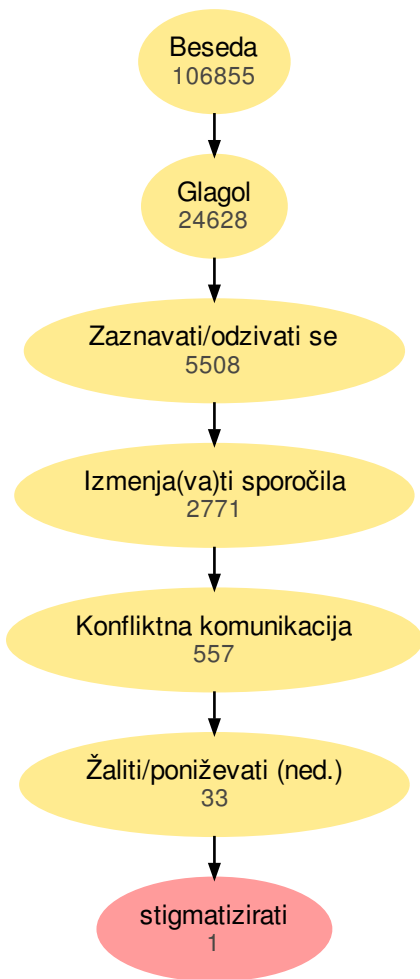 Beseda
106855
Glagol
24628
Zaznavati/odzivati se
5508
Izmenja(va)ti sporočila
2771
Konfliktna komunikacija
557
Žaliti/poniževati (ned.)
33
stigmatizirati
1